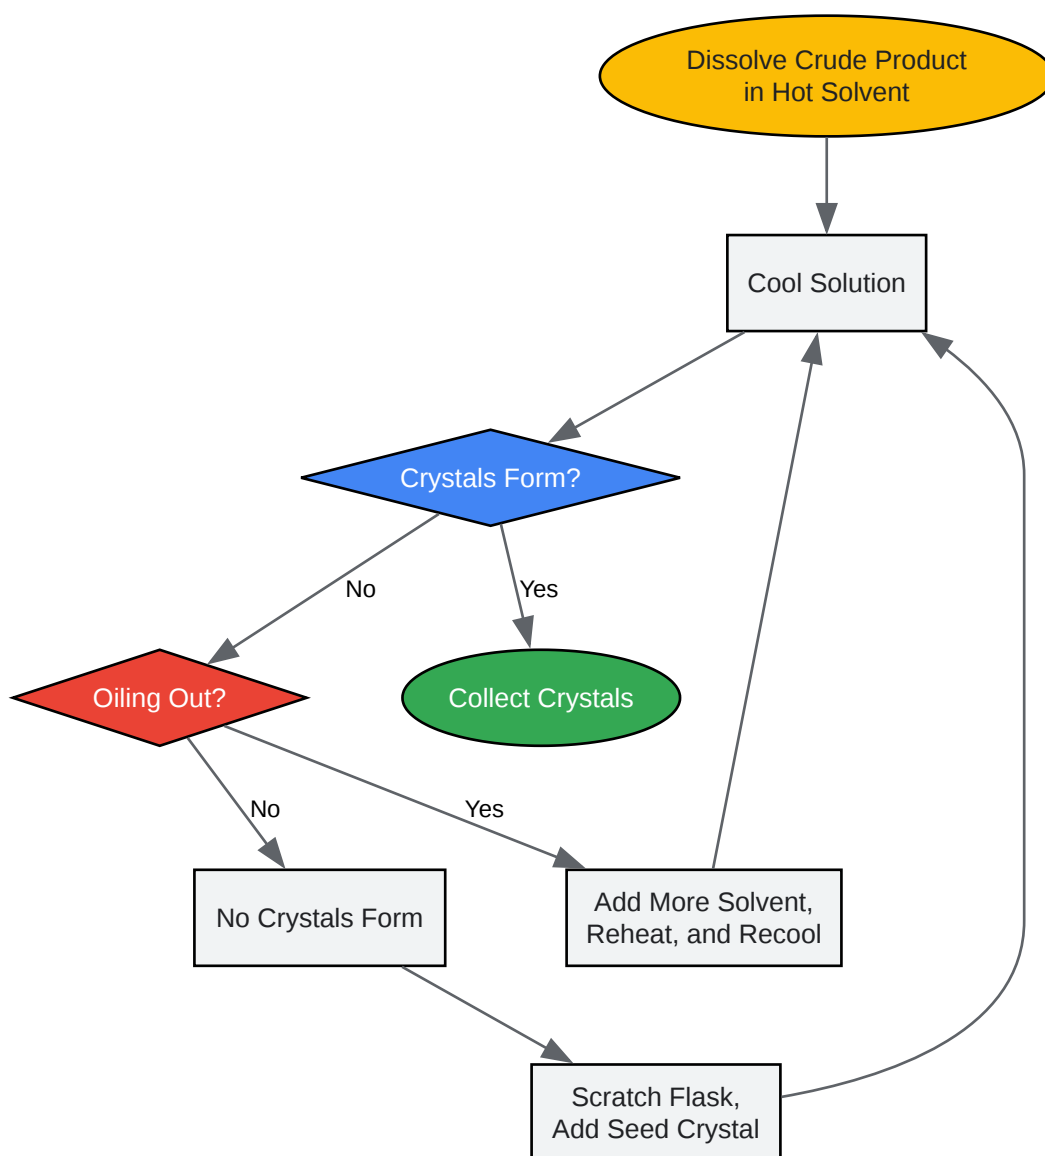 Dissolve Crude Product
in Hot Solvent
Cool Solution
Crystals Form?
No
Yes
Oiling Out?
Collect Crystals
No
Yes
No Crystals Form
Add More Solvent,
Reheat, and Recool
Scratch Flask,
Add Seed Crystal